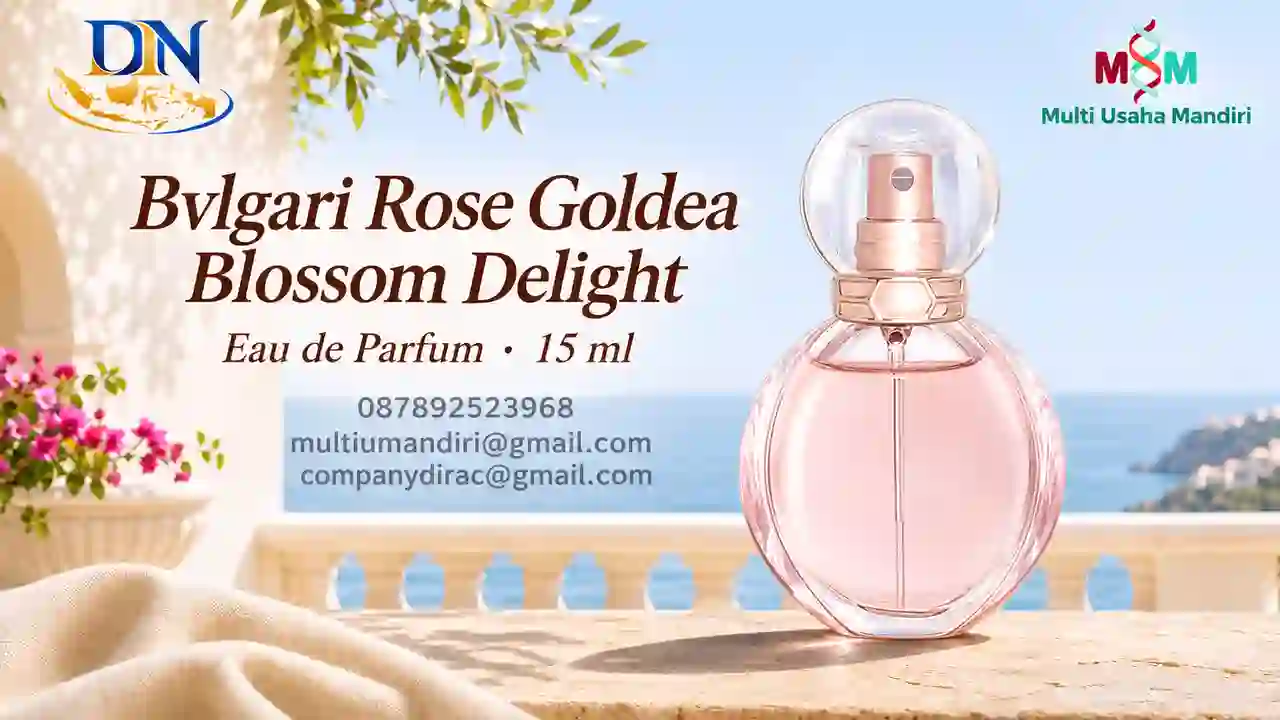 DN
MSM
Multi Usaha Mandiri
Bvlgari Rose Goldea
Blossom Delight
Eau de Parfum · 15 ml
087892523968
multiumandiri@gmail.com
companydirac@gmail.com